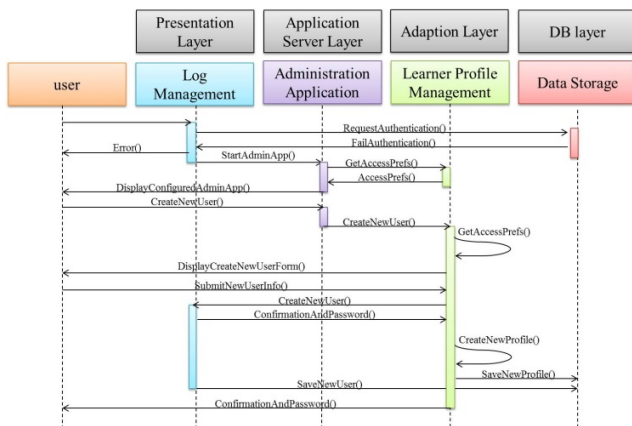 Presentation
Layer
Application
Server Layer
Adaption Layer
DB layer
user
Log
Management
Administration
Application
Learner Profile
Management
Data Storage
RequestAuthentication()
Error()
FailAuthentication()
StartAdminApp()
GetAccessPrefs()
AccessPrefs()
DisplayConfiguredAdminApp()
CreateNewUser()
CreateNewUser()
GetAccessPrefs()
DisplayCreateNewUserForm()
SubmitNewUserInfo()
CreateNewUser()
ConfirmationAndPassword()
CreateNewProfile()
SaveNewProfile()
SaveNewUser()
ConfirmationAndPassword()